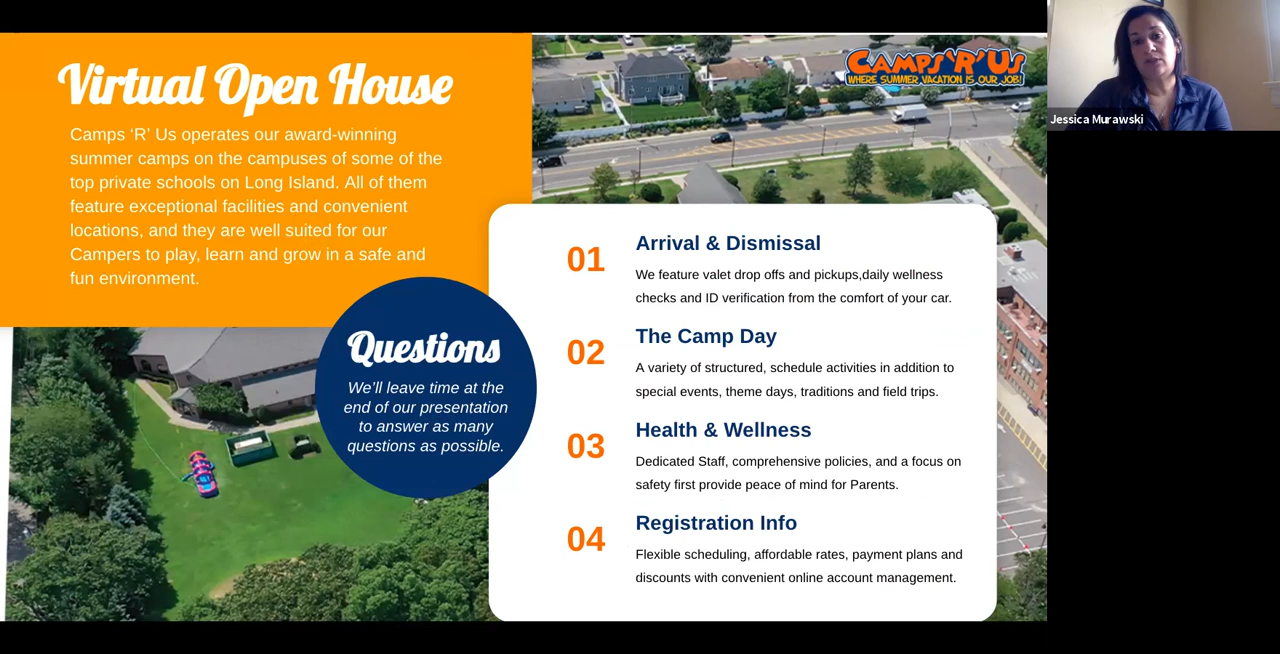 Virtual Open House
Camps ‘R’ Us operates our award-winning
summer camps on the campuses of some of the
top private schools on Long Island. All of them
feature exceptional facilities and convenient
locations, and they are well suited for our
Campers to play, learn and grow in a safe and
fun environment.
CAMPS 'R' US
WHERE SUMMER VACATION IS OUR JOB!
Jessica Murawski
Questions
We’ll leave time at the
end of our presentation
to answer as many
questions as possible.
01
Arrival & Dismissal
We feature valet drop offs and pickups,daily wellness
checks and ID verification from the comfort of your car.
02
The Camp Day
A variety of structured, schedule activities in addition to
special events, theme days, traditions and field trips.
03
Health & Wellness
Dedicated Staff, comprehensive policies, and a focus on
safety first provide peace of mind for Parents.
04
Registration Info
Flexible scheduling, affordable rates, payment plans and
discounts with convenient online account management.